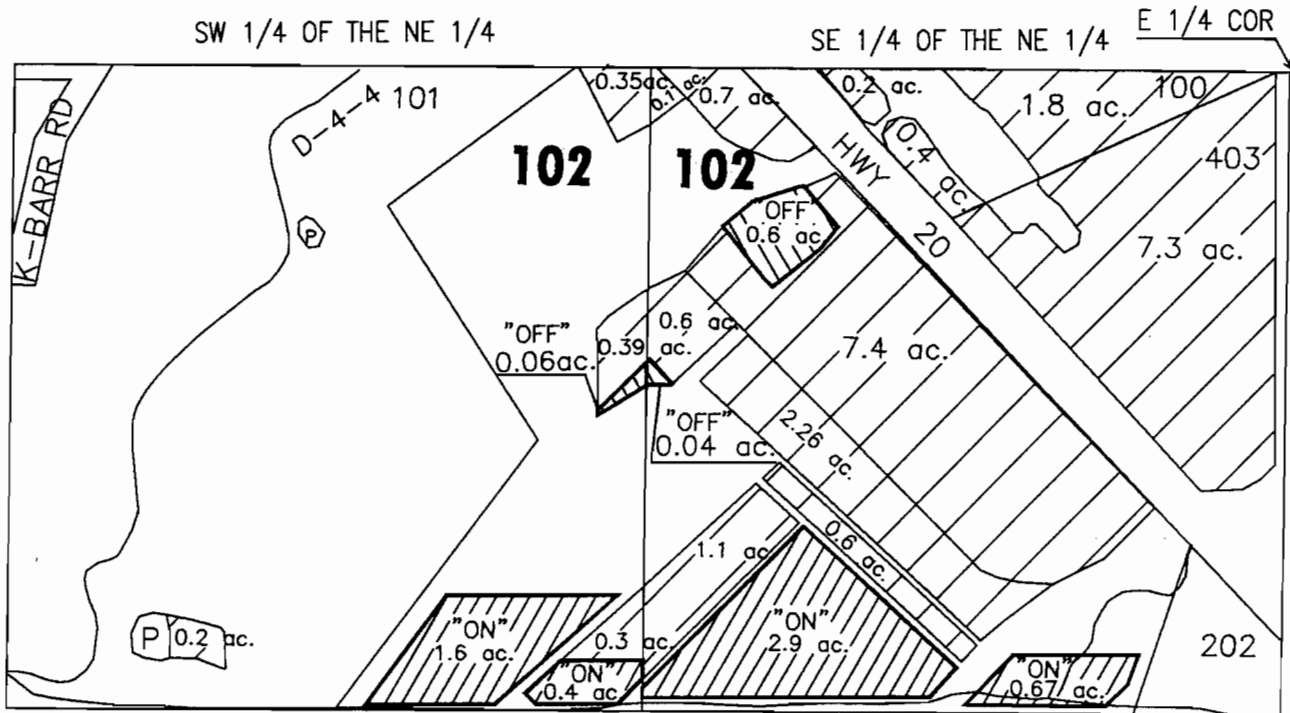 SW 1/4 OF THE NE 1/4
SE 1/4 OF THE NE 1/4
E 1/4 COR
K-BARR RD
D-4-4
101
0.35ac.
0.1 ac.
0.7 ac.
0.2 ac.
1.8 ac.
100
102
102
HWY 20
0.4 ac.
403
7.3 ac.
P
OFF
0.6 ac
"OFF"
0.06ac.
0.39 ac.
0.6 ac.
7.4 ac.
"OFF"
0.04 ac.
2.26 ac.
0.6 ac.
1.1 ac
P
0.2 ac.
"ON"
1.6 ac.
0.3 ac.
"ON"
0.4 ac
"ON"
2.9 ac.
"ON"
0.67 ac.
202